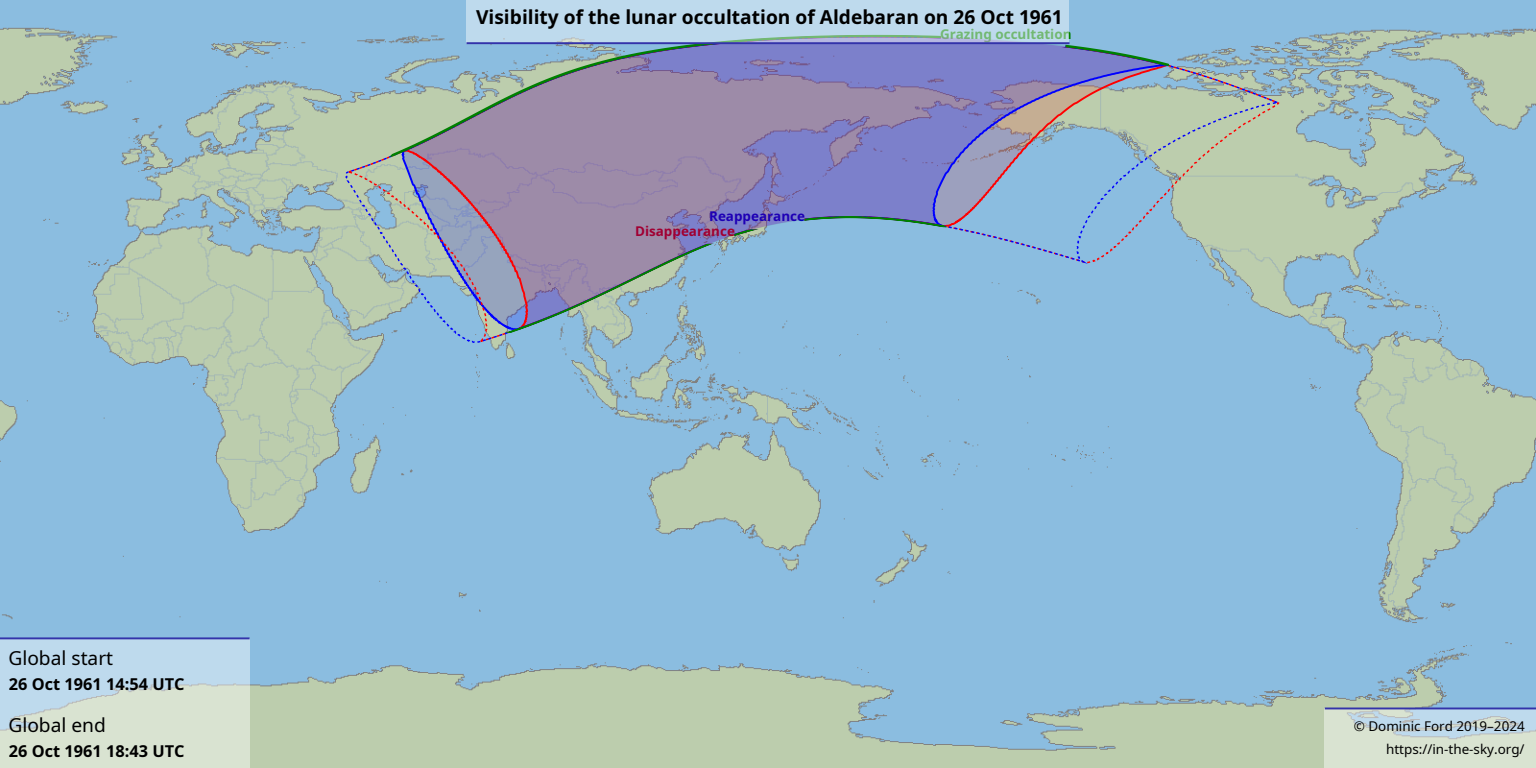 Visibility of the lunar occultation of Aldebaran on 26 Oct 1961
Grazing occultation
Reappearance
Disappearance
Global start
26 Oct 1961 14:54 UTC
Global end
26 Oct 1961 18:43 UTC
© Dominic Ford 2019–2024
https://in-the-sky.org/